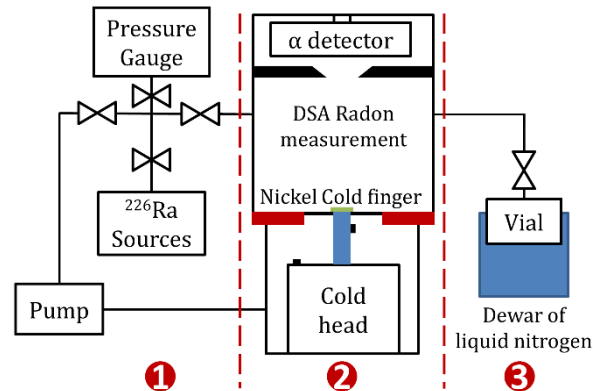 Pressure
Gauge
α detector
DSA Radon
measurement
²²⁶Ra
Sources
Nickel Cold finger
Vial
Pump
Cold
head
Dewar of
liquid nitrogen
1
2
3